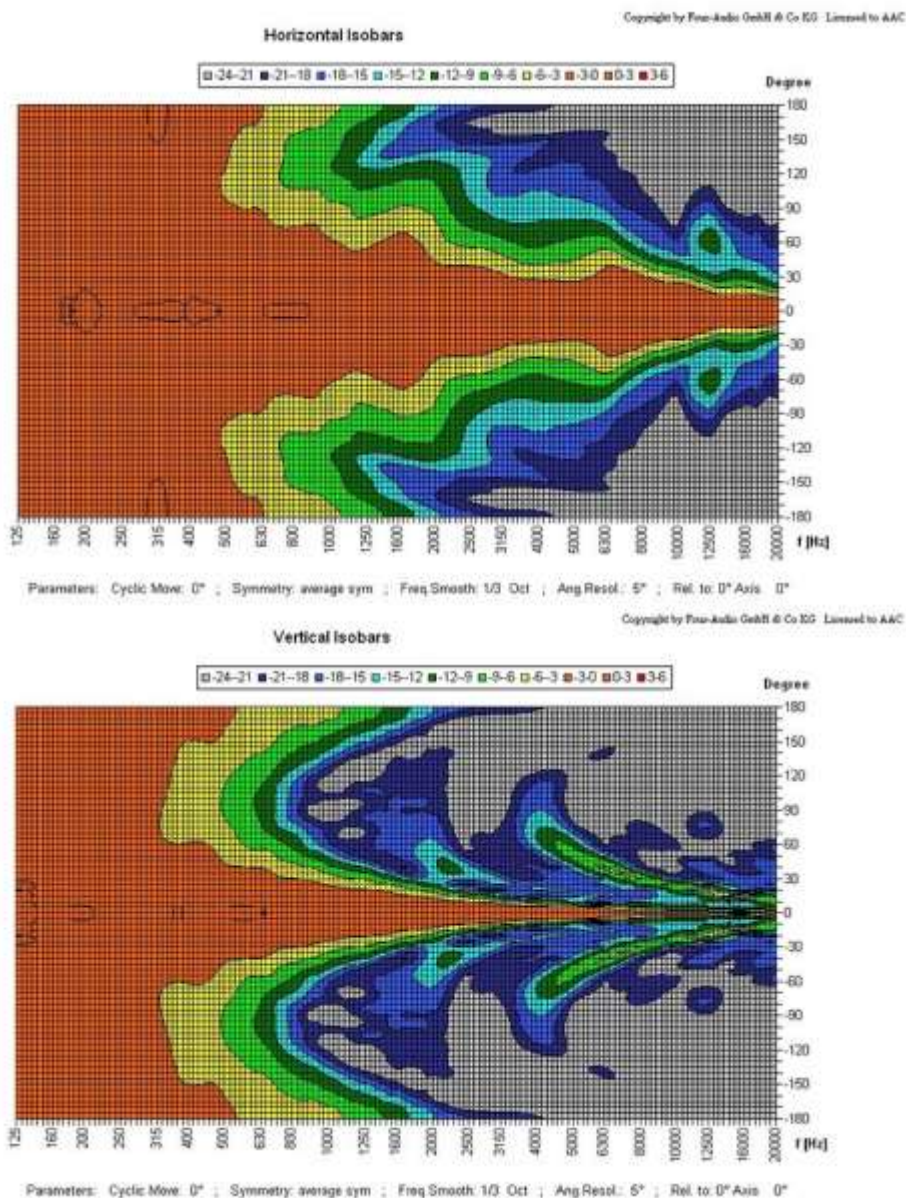 Copyright by Four-Audio GmbH & Co KG Licensed to AAC
Horizontal Isobars
-24--21 -21--18 -18--15 -15--12 -12--9 -9--6 -6--3 -3-0 0-3 3-6
Degree
180
150
120
90
60
30
0
-30
-60
-90
-120
-150
-180
125 160 200 250 315 400 500 630 800 1000 1250 1600 2000 2500 3150 4000 5000 6300 8000 10000 12500 16000 20000
f [Hz]
Parameters: Cyclic Move: 0° ; Symmetry: average sym ; Freq.Smooth: 1/3 Oct ; Ang.Resol.: 5° ; Rel. to: 0° Axis 0°
Copyright by Four-Audio GmbH & Co KG Licensed to AAC
Vertical Isobars
-24--21 -21--18 -18--15 -15--12 -12--9 -9--6 -6--3 -3-0 0-3 3-6
Degree
180
150
120
90
60
30
0
-30
-60
-90
-120
-150
-180
125 160 200 250 315 400 500 630 800 1000 1250 1600 2000 2500 3150 4000 5000 6300 8000 10000 12500 16000 20000
f [Hz]
Parameters: Cyclic Move: 0° ; Symmetry: average sym ; Freq.Smooth: 1/3 Oct ; Ang.Resol.: 5° ; Rel. to: 0° Axis 0°